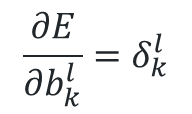 ∂E/∂b_k^l = δ_k^l